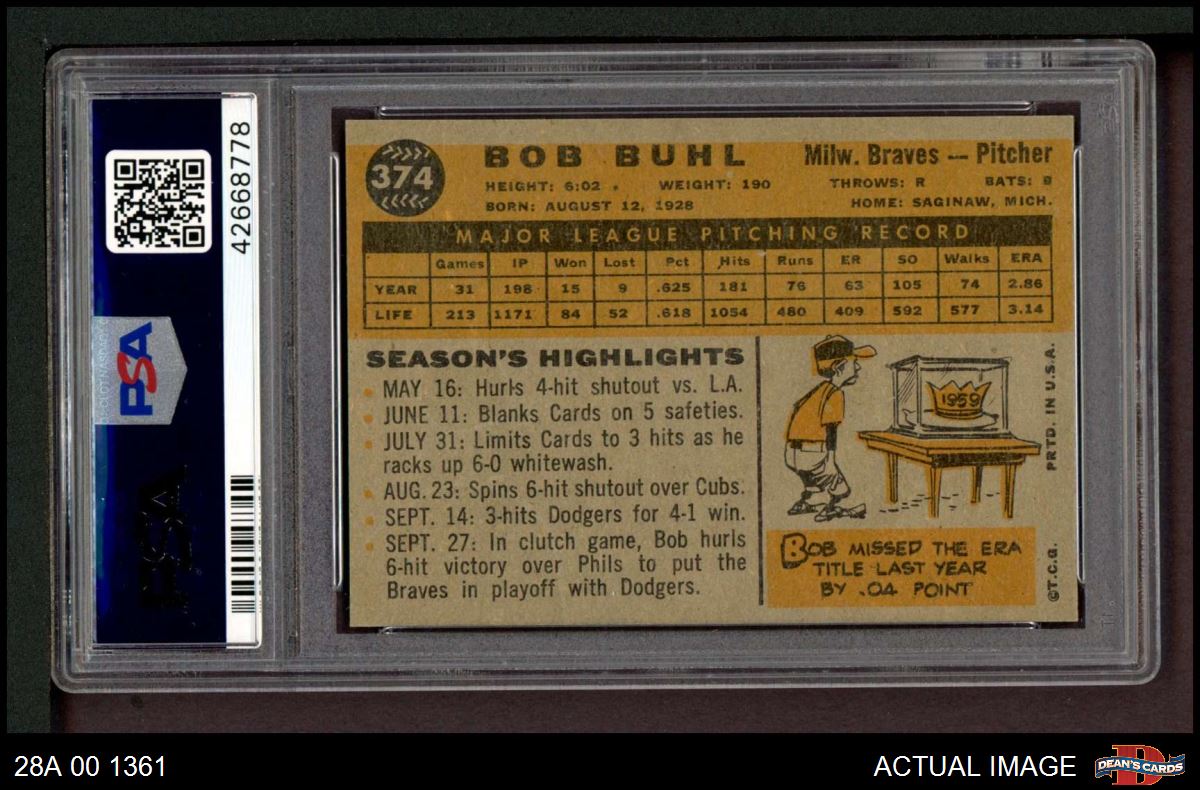 42668778
PSA
PSA
374
BOB BUHL
Milw. Braves — Pitcher
HEIGHT: 6:02 . WEIGHT: 190 THROWS: R BATS: B
BORN: AUGUST 12, 1928 HOME: SAGINAW, MICH.
MAJOR LEAGUE PITCHING RECORD
Games IP Won Lost Pct Hits Runs ER SO Walks ERA
YEAR 31 198 15 9 .625 181 76 63 105 74 2.86
LIFE 213 1171 84 52 .618 1054 480 409 592 577 3.14
SEASON'S HIGHLIGHTS
• MAY 16: Hurls 4-hit shutout vs. L.A.
• JUNE 11: Blanks Cards on 5 safeties.
• JULY 31: Limits Cards to 3 hits as he
racks up 6-0 whitewash.
• AUG. 23: Spins 6-hit shutout over Cubs.
• SEPT. 14: 3-hits Dodgers for 4-1 win.
• SEPT. 27: In clutch game, Bob hurls
6-hit victory over Phils to put the
Braves in playoff with Dodgers.
1959
BOB MISSED THE ERA
TITLE LAST YEAR
BY .04 POINT
©T.C.G. PRTD. IN U.S.A.
28A 00 1361
ACTUAL IMAGE
DEAN'S CARDS